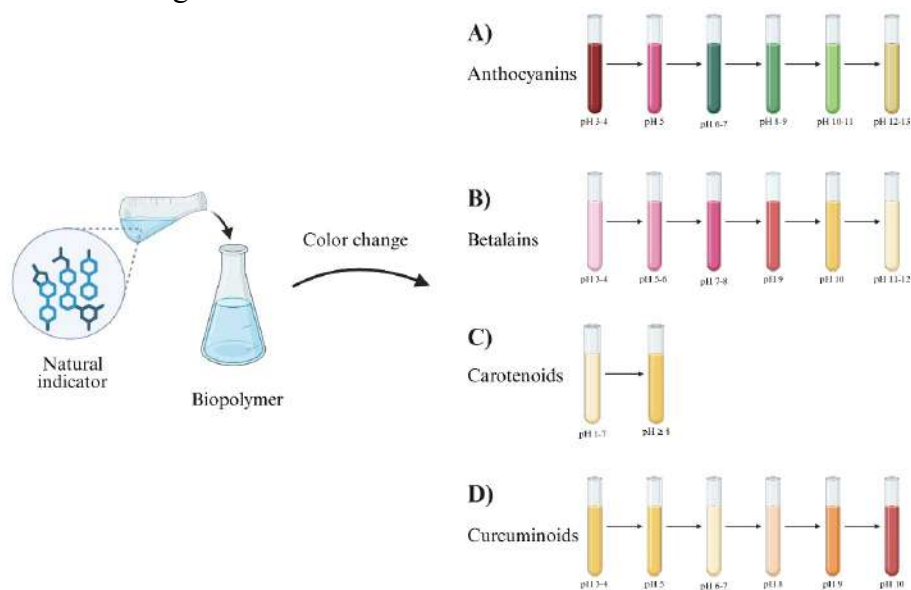 A)
Anthocyanins
pH 3-4
pH 5
pH 6-7
pH 8-9
pH 10-11
pH 12-13
B)
Betalains
pH 3-4
pH 5-6
pH 7-8
pH 9
pH 10
pH 11-12
Color change
Natural
indicator
Biopolymer
C)
Carotenoids
pH 1-7
pH ≥ 8
D)
Curcuminoids
pH 3-4
pH 5
pH 6-7
pH 8
pH 9
pH 10